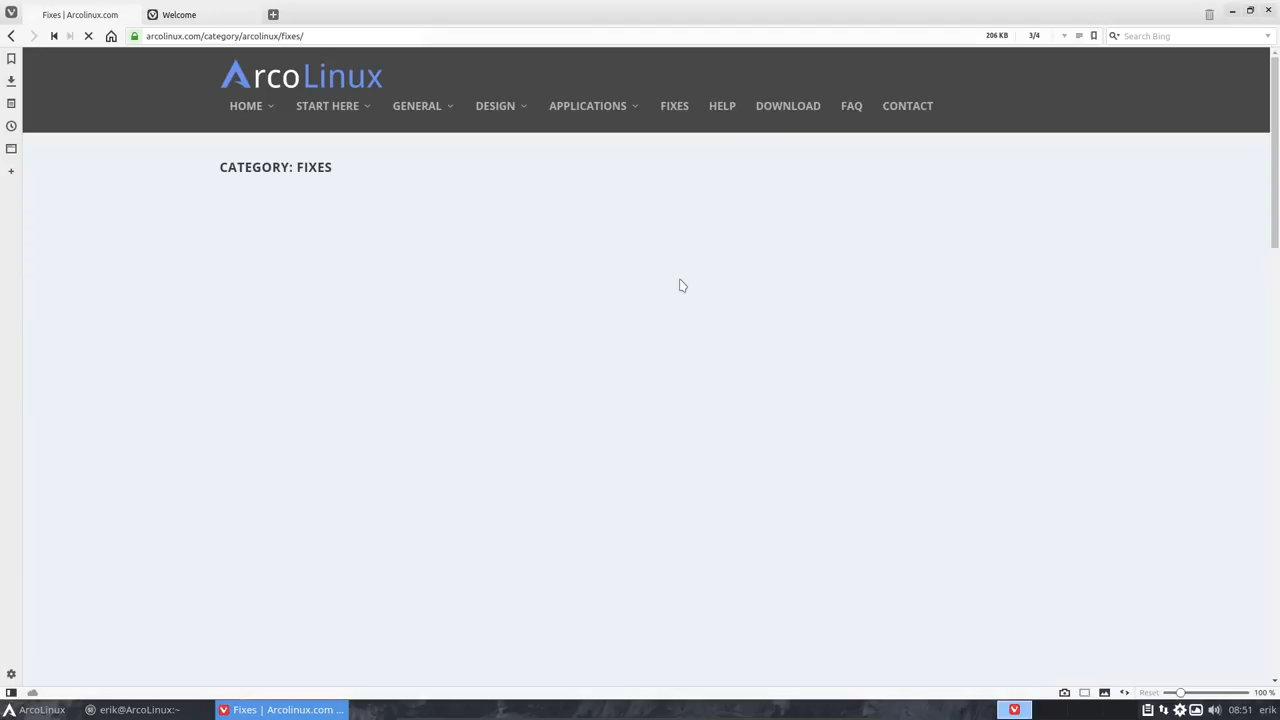 Fixes | Arcolinux.com
Welcome
arcolinux.com/category/arcolinux/fixes/
206 KB
3/4
Search Bing
ArcoLinux
HOME
START HERE
GENERAL
DESIGN
APPLICATIONS
FIXES
HELP
DOWNLOAD
FAQ
CONTACT
CATEGORY: FIXES
Reset
100 %
ArcoLinux
erik@ArcoLinux:~
Fixes | Arcolinux.com ...
08:51
erik